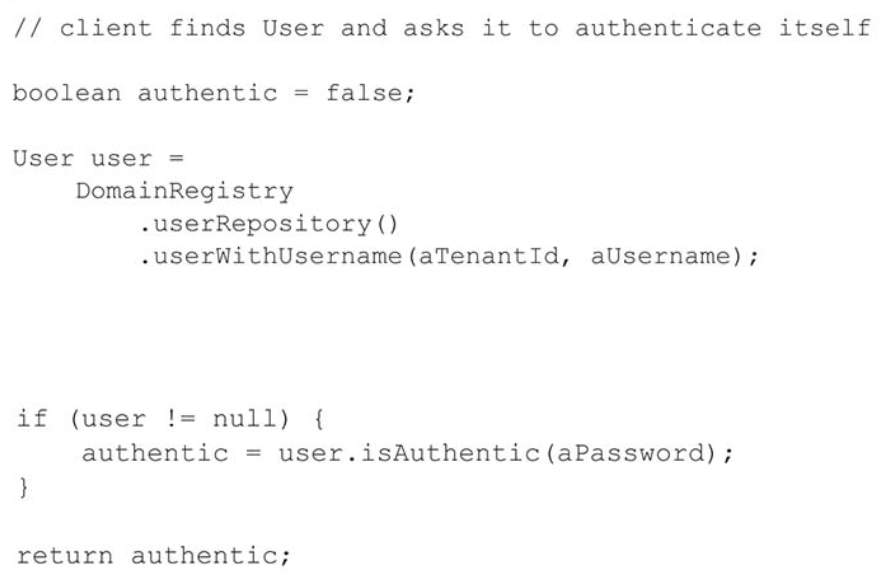 // client finds User and asks it to authenticate itself
boolean authentic = false;
User user =
    DomainRegistry
        .userRepository()
        .userWithUsername(aTenantId, aUsername);
if (user != null) {
    authentic = user.isAuthentic(aPassword);
}
return authentic;